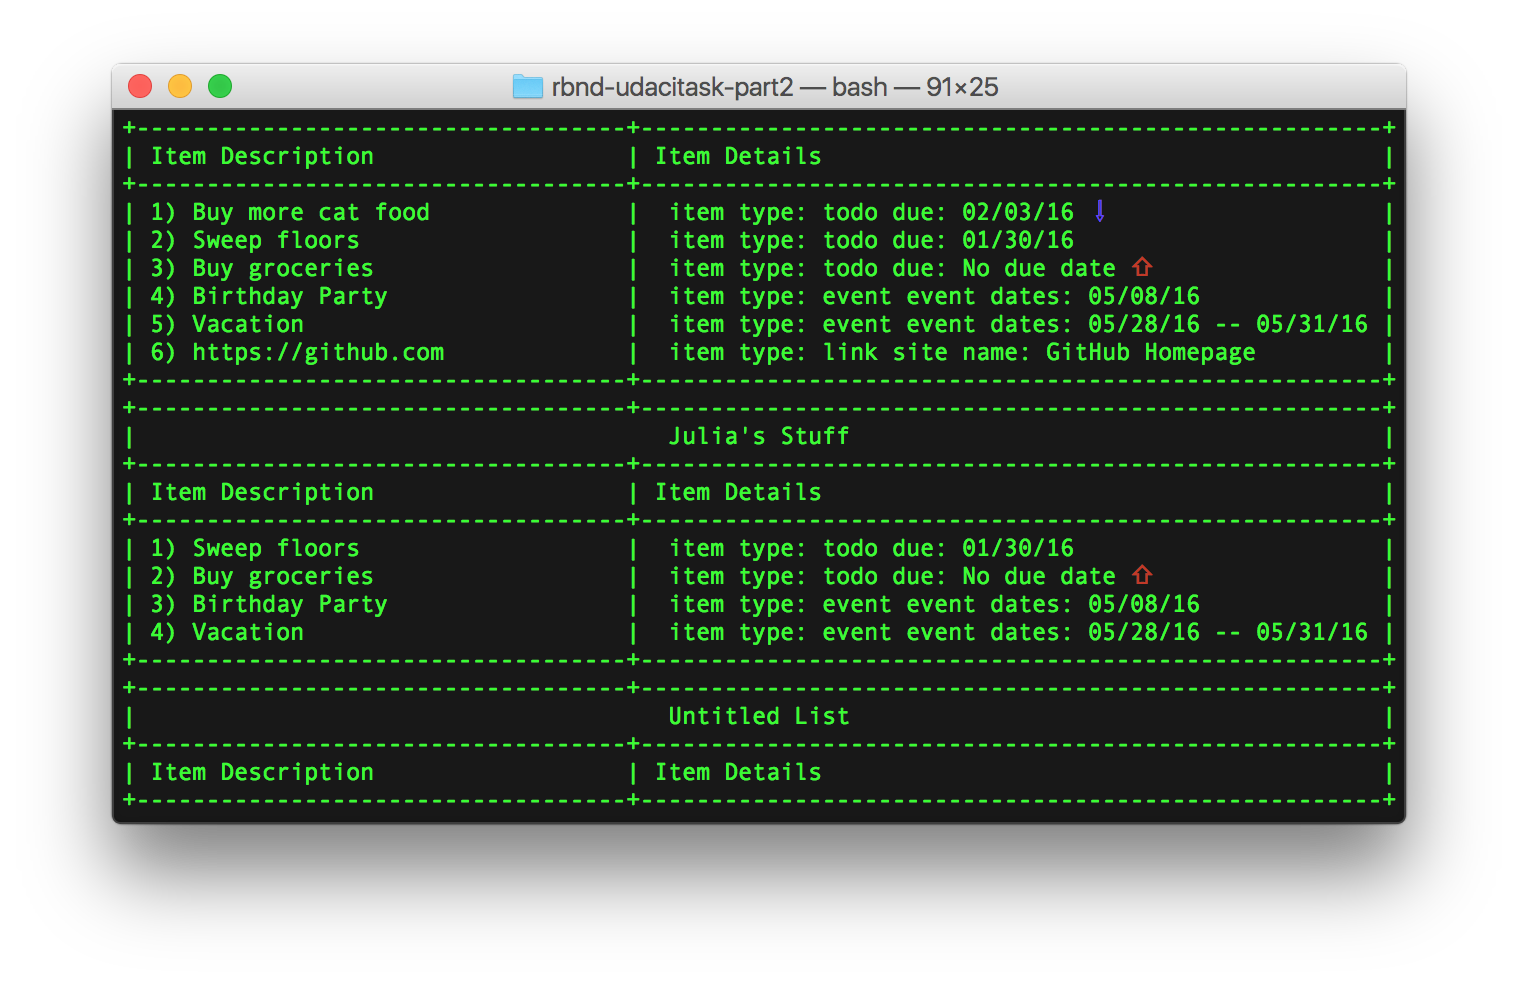 rbnd-udacitask-part2 — bash — 91×25
+-----------------------------------+-----------------------------------------------------+
| Item Description | Item Details |
+-----------------------------------+-----------------------------------------------------+
| 1) Buy more cat food | item type: todo due: 02/03/16 ⇩ |
| 2) Sweep floors | item type: todo due: 01/30/16 |
| 3) Buy groceries | item type: todo due: No due date ⇧ |
| 4) Birthday Party | item type: event event dates: 05/08/16 |
| 5) Vacation | item type: event event dates: 05/28/16 -- 05/31/16 |
| 6) https://github.com | item type: link site name: GitHub Homepage |
+-----------------------------------+-----------------------------------------------------+
+-----------------------------------+-----------------------------------------------------+
| Julia's Stuff |
+-----------------------------------+-----------------------------------------------------+
| Item Description | Item Details |
+-----------------------------------+-----------------------------------------------------+
| 1) Sweep floors | item type: todo due: 01/30/16 |
| 2) Buy groceries | item type: todo due: No due date ⇧ |
| 3) Birthday Party | item type: event event dates: 05/08/16 |
| 4) Vacation | item type: event event dates: 05/28/16 -- 05/31/16 |
+-----------------------------------+-----------------------------------------------------+
+-----------------------------------+-----------------------------------------------------+
| Untitled List |
+-----------------------------------+-----------------------------------------------------+
| Item Description | Item Details |
+-----------------------------------+-----------------------------------------------------+